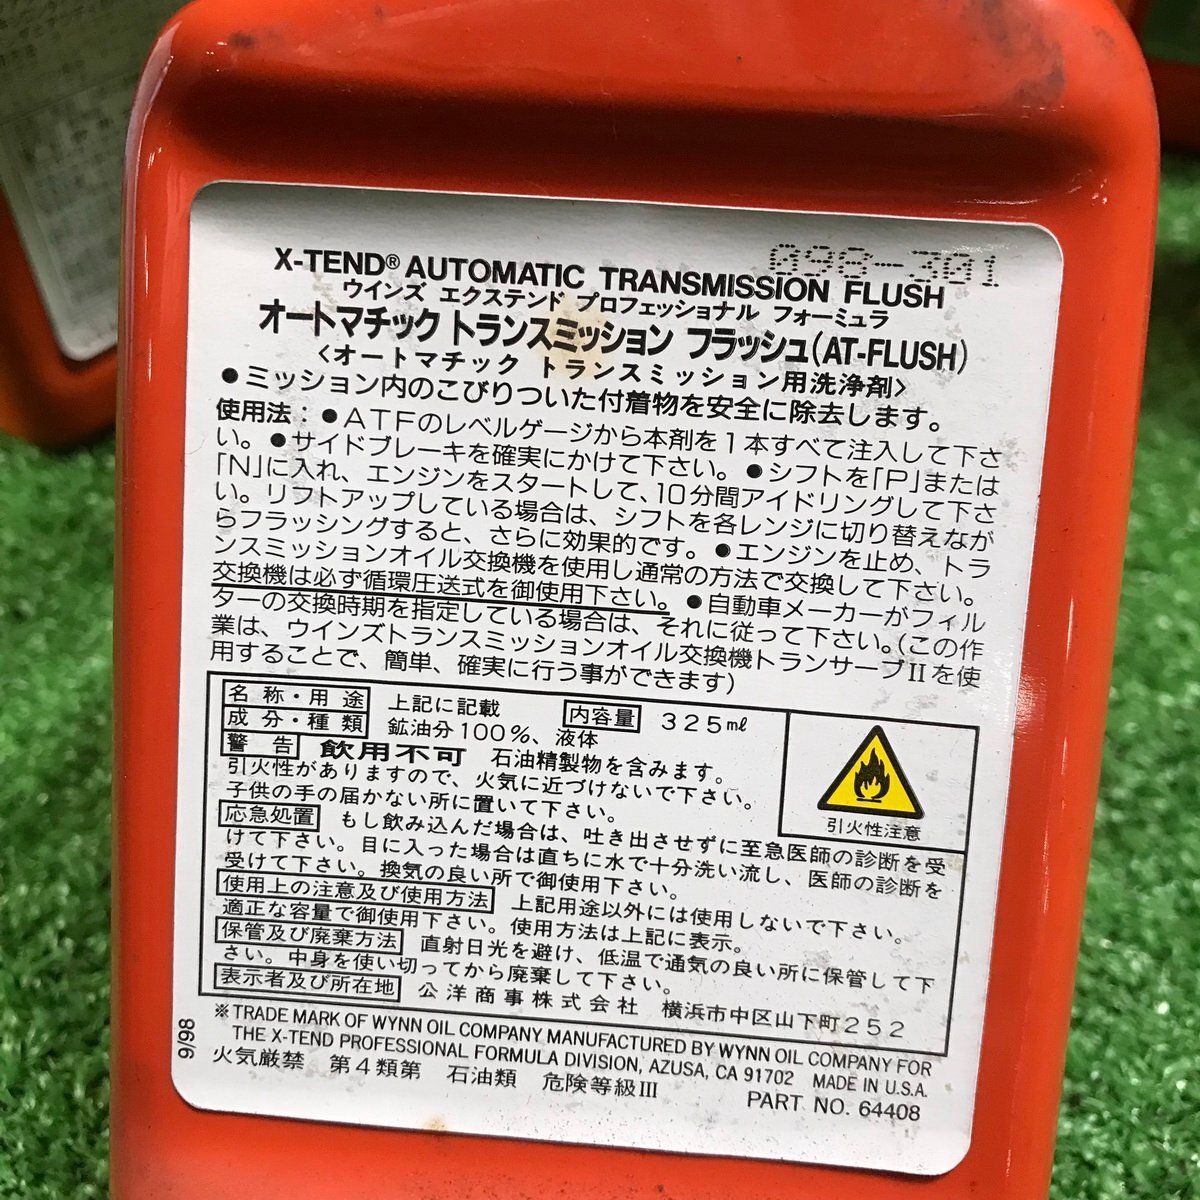 098-301
X-TEND® AUTOMATIC TRANSMISSION FLUSH
ウインズ エクステンド プロフェッショナル フォーミュラ
オートマチック トランスミッション フラッシュ(AT-FLUSH)
<オートマチック トランスミッション用洗浄剤>
●ミッション内のこびりついた付着物を安全に除去します。
使用法:●ATFのレベルゲージから本剤を1本すべて注入して下さ
い。●サイドブレーキを確実にかけて下さい。●シフトを「P」または
「N」に入れ、エンジンをスタートして、10分間アイドリングして下さ
い。リフトアップしている場合は、シフトを各レンジに切り替えなが
らフラッシングすると、さらに効果的です。●エンジンを止め、トラ
ンスミッションオイル交換機を使用し通常の方法で交換して下さい。
交換機は必ず循環圧送式を御使用下さい。●自動車メーカーがフィル
ターの交換時期を指定している場合は、それに従って下さい。(この作
業は、ウインズトランスミッションオイル交換機トランサーブIIを使
用することで、簡単、確実に行う事ができます)
名称・用途 上記に記載 内容量 325㎖
成分・種類 鉱油分100%、液体
警告 飲用不可 石油精製物を含みます。
引火性がありますので、火気に近づけないで下さい。
子供の手の届かない所に置いて下さい。
引火性注意
応急処置 もし飲み込んだ場合は、吐き出させずに至急医師の診断を受
けて下さい。目に入った場合は直ちに水で十分洗い流し、医師の診断を
受けて下さい。換気の良い所で御使用下さい。
使用上の注意及び使用方法 上記用途以外には使用しないで下さい。
適正な容量で御使用下さい。使用方法は上記に表示。
保管及び廃棄方法 直射日光を避け、低温で通気の良い所に保管して下
さい。中身を使い切ってから廃棄して下さい。
表示者及び所在地 公洋商事株式会社 横浜市中区山下町252
※TRADE MARK OF WYNN OIL COMPANY MANUFACTURED BY WYNN OIL COMPANY FOR
THE X-TEND PROFESSIONAL FORMULA DIVISION, AZUSA, CA 91702 MADE IN U.S.A.
火気厳禁 第4類第 石油類 危険等級III
PART NO. 64408
9/98